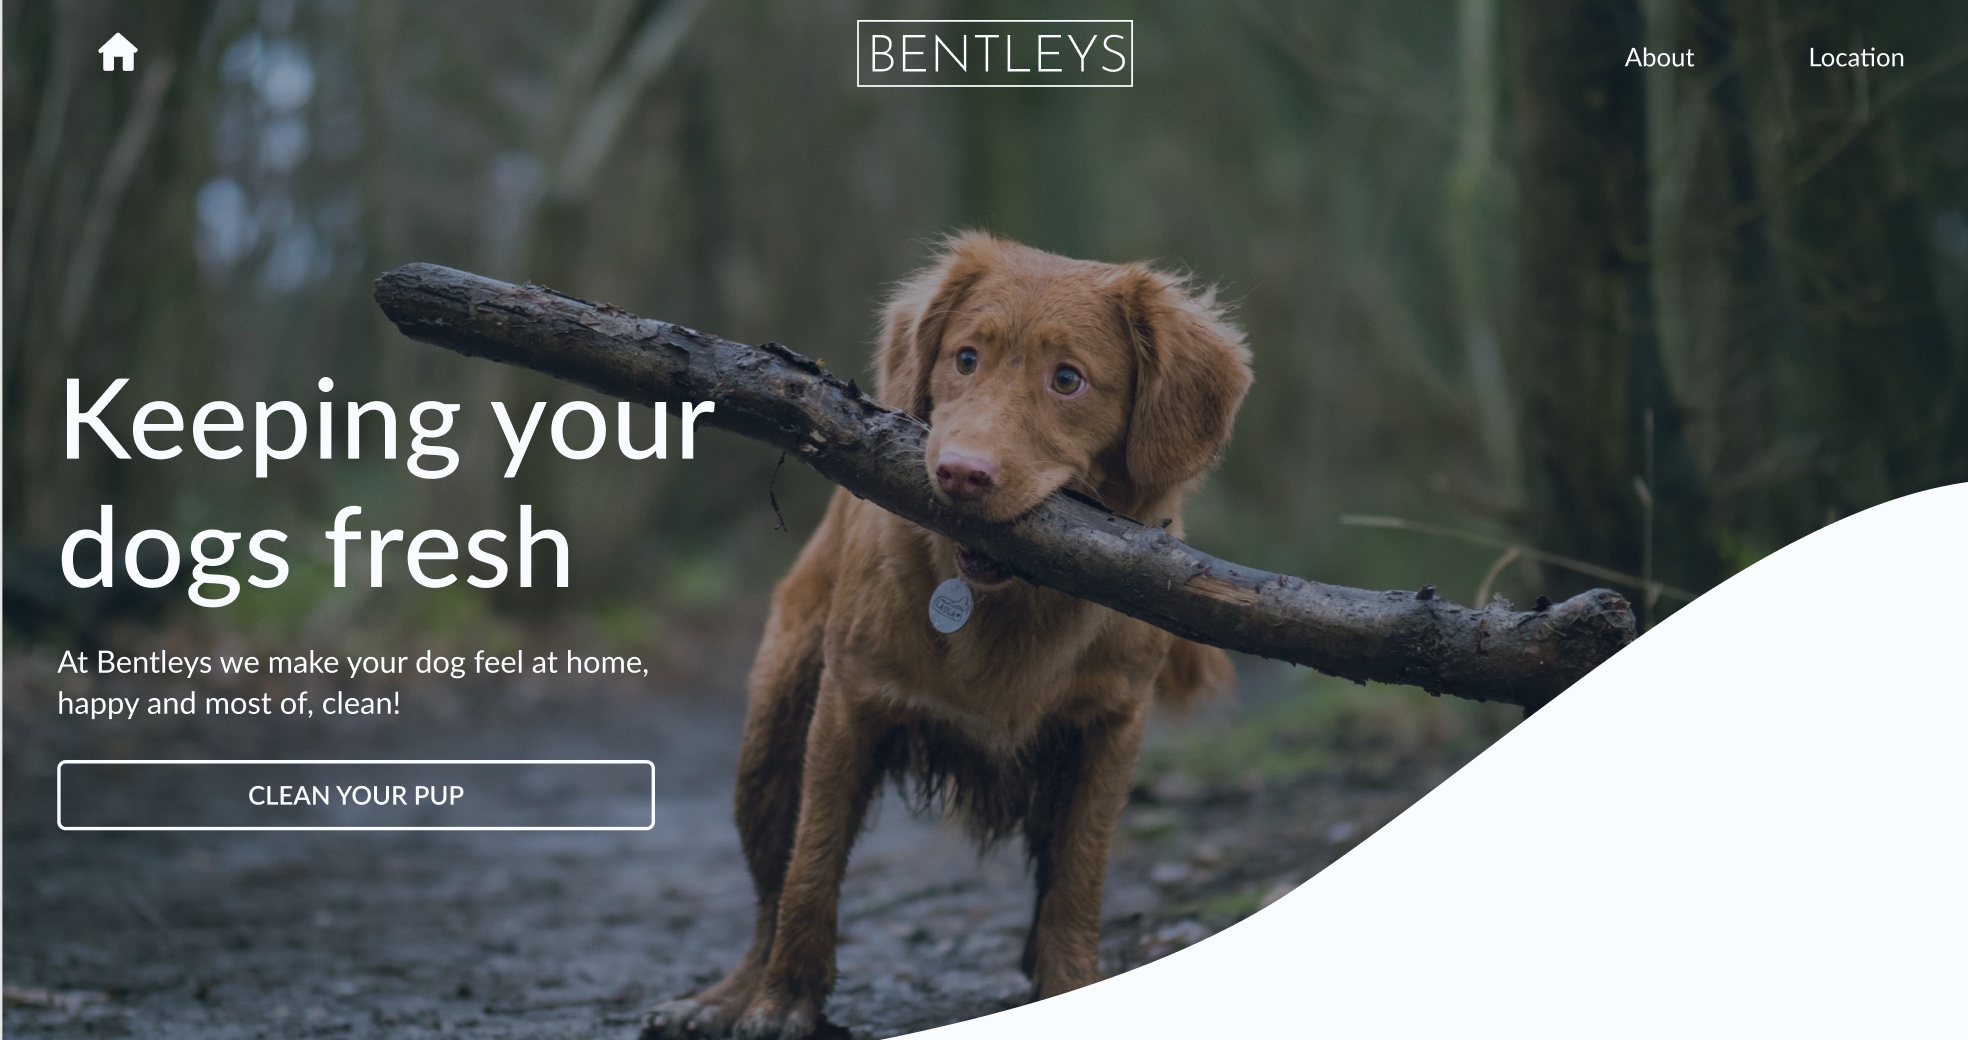 BENTLEYS
About
Location
Keeping your
dogs fresh
At Bentleys we make your dog feel at home,
happy and most of, clean!
CLEAN YOUR PUP